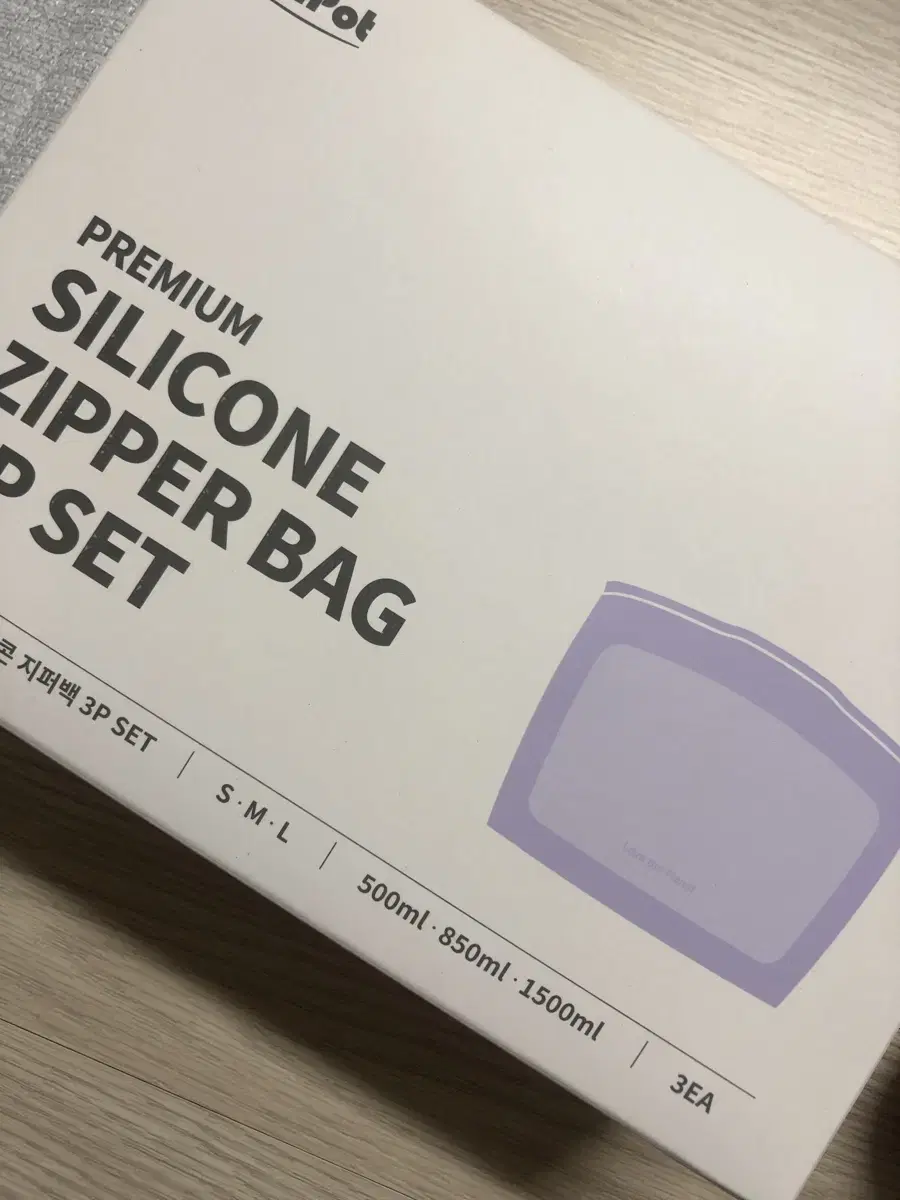 PREMIUM
SILICONE
ZIPPER BAG
P SET
콘 지퍼백 3P SET | S·M·L | 500ml·850ml·1500ml | 3EA